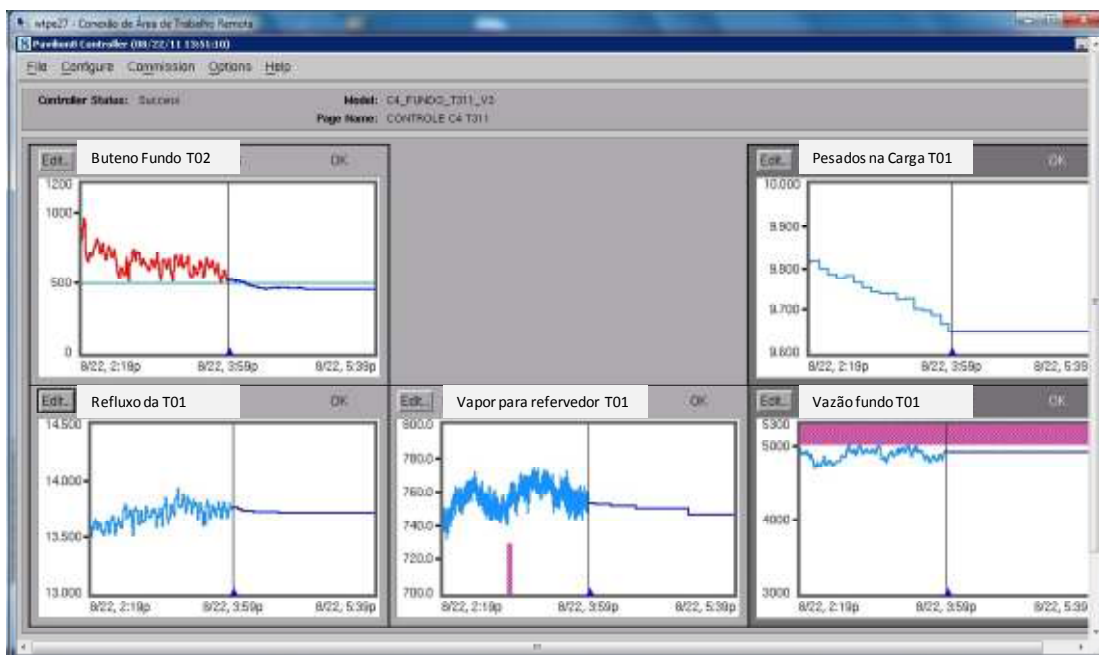 wtpe27 - Conexão de Área de Trabalho Remota
Pavilion8 Controller (08/22/11 13:51:10)
File Configure Commission Options Help
Controller Status: Success Model: C4_FUNDO_T311_V3
Page Name: CONTROLE C4 T311
Edit... Buteno Fundo T02 OK
1200
1000
500
0
8/22, 2:19p 8/22, 3:59p 8/22, 5:39p
Edit... Pesados na Carga T01 OK
10.000
9.900
9.800
9.700
9.600
8/22, 2:19p 8/22, 3:59p 8/22, 5:39
Edit... Refluxo da T01 OK
14.500
14.000
13.500
13.000
8/22, 2:19p 8/22, 3:59p 8/22, 5:39p
Edit... Vapor para refervedor T01 OK
800.0
780.0
760.0
740.0
720.0
700.0
8/22, 2:19p 8/22, 3:59p 8/22, 5:39p
Edit... Vazão fundo T01 OK
5300
5000
4000
3000
8/22, 2:19p 8/22, 3:59p 8/22, 5:39